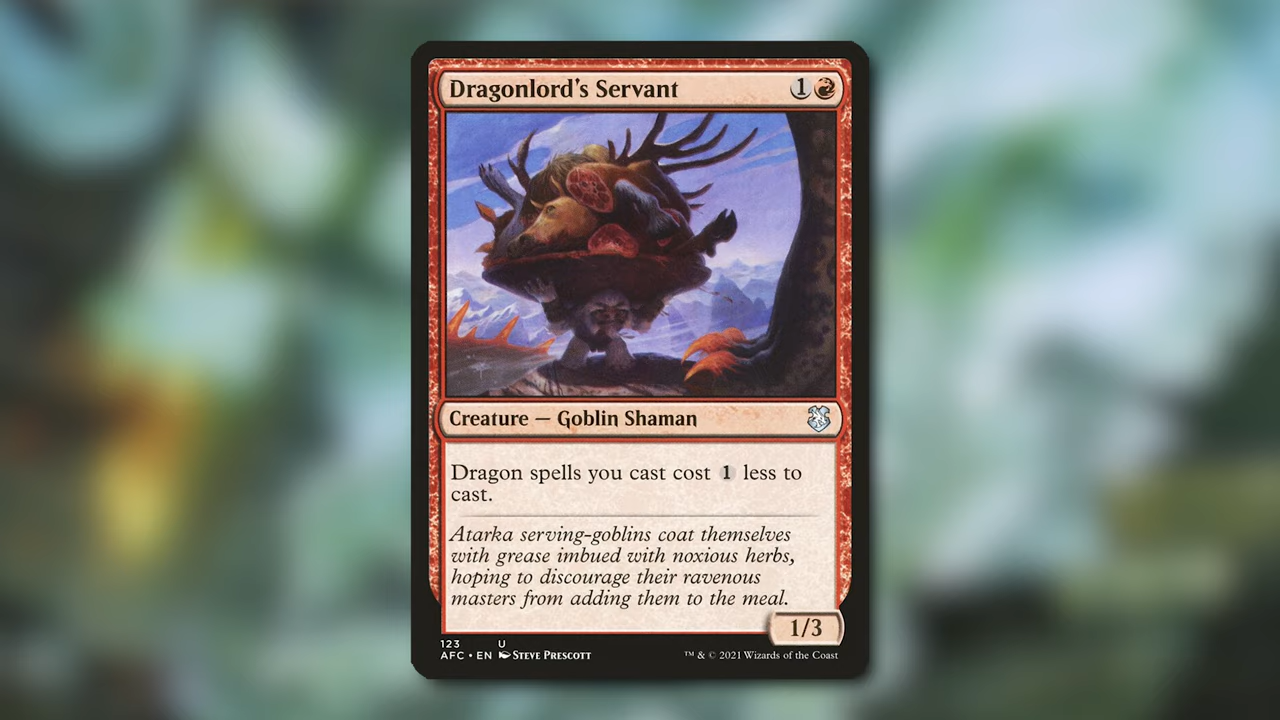 Dragonlord's Servant 1
Creature — Goblin Shaman
Dragon spells you cast cost 1 less to
cast.
Atarka serving-goblins coat themselves
with grease imbued with noxious herbs,
hoping to discourage their ravenous
masters from adding them to the meal.
1/3
123 U
AFC • EN Steve Prescott ™ & © 2021 Wizards of the Coast